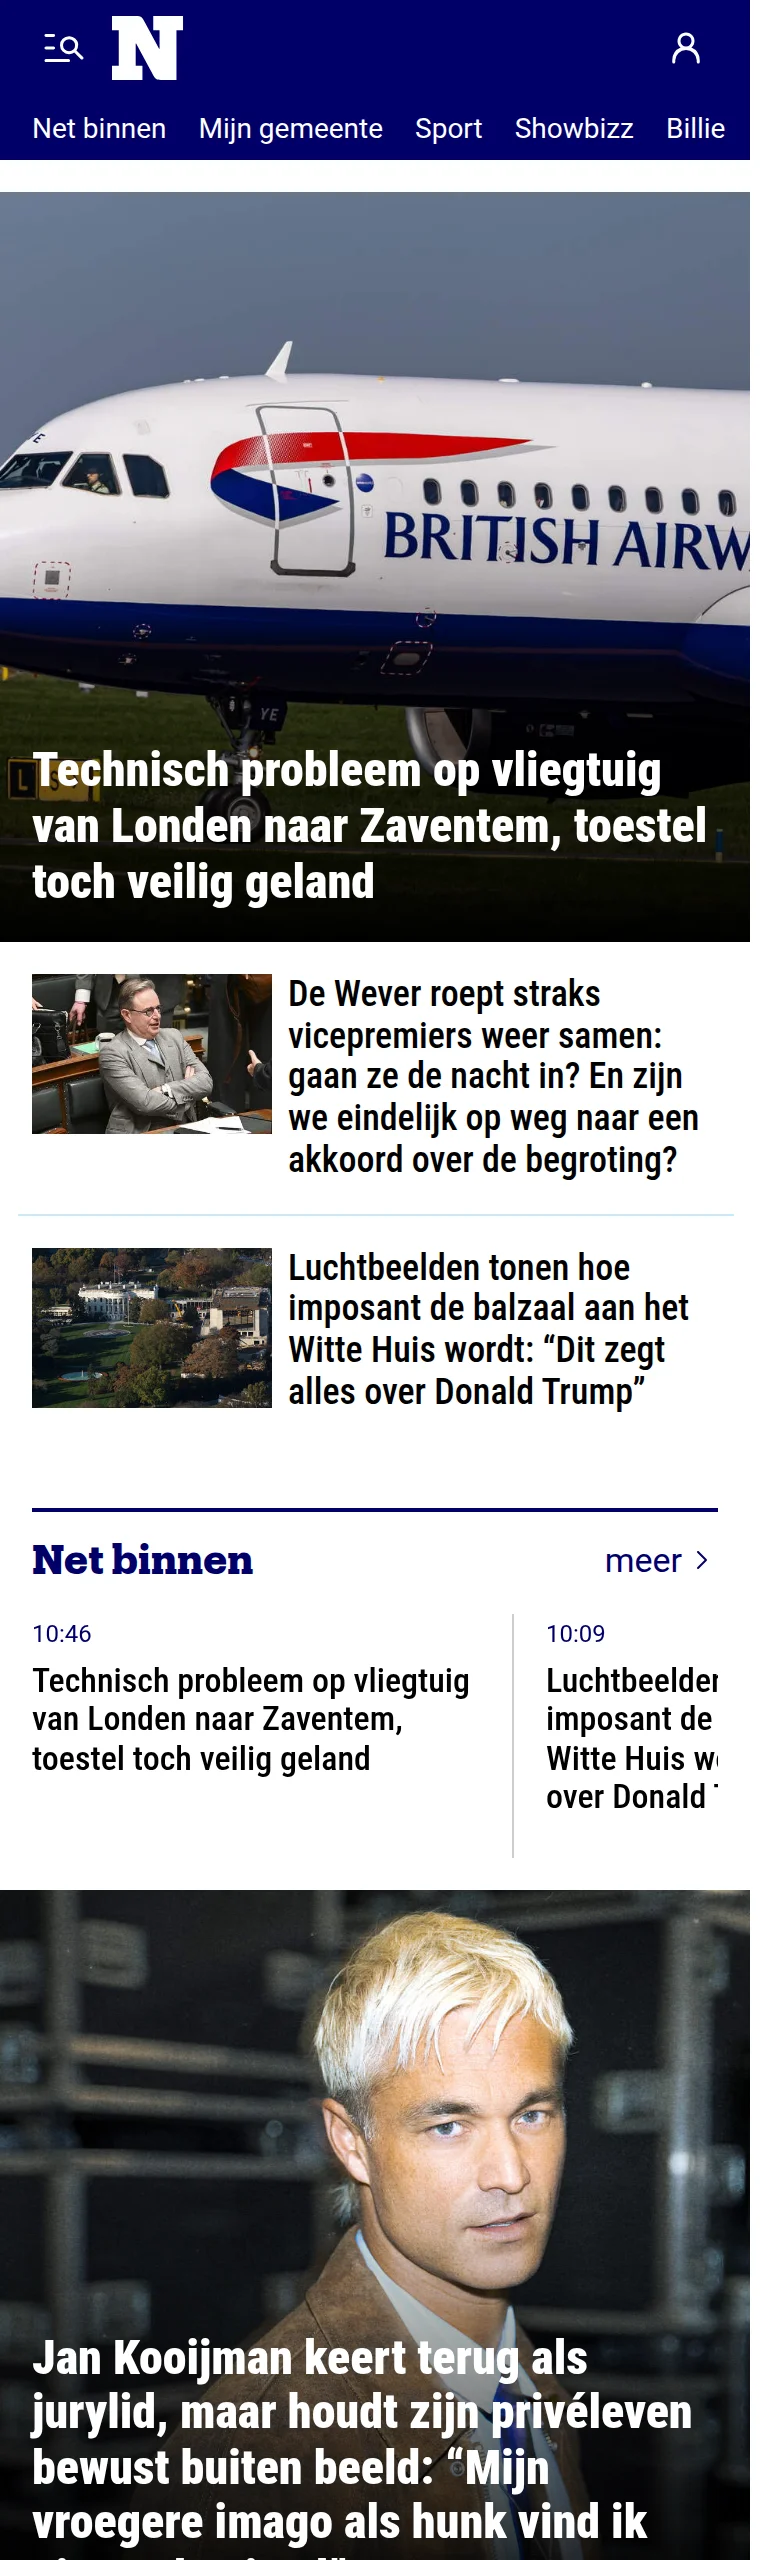 N
Net binnen Mijn gemeente Sport Showbizz Billie
BRITISH AIRW
YE
Technisch probleem op vliegtuig
van Londen naar Zaventem, toestel
toch veilig geland
De Wever roept straks
vicepremiers weer samen:
gaan ze de nacht in? En zijn
we eindelijk op weg naar een
akkoord over de begroting?
Luchtbeelden tonen hoe
imposant de balzaal aan het
Witte Huis wordt: “Dit zegt
alles over Donald Trump”
Net binnen meer
10:46
Technisch probleem op vliegtuig
van Londen naar Zaventem,
toestel toch veilig geland
10:09
Luchtbeelden
imposant de
Witte Huis wo
over Donald
Jan Kooijman keert terug als
jurylid, maar houdt zijn privéleven
bewust buiten beeld: “Mijn
vroegere imago als hunk vind ik